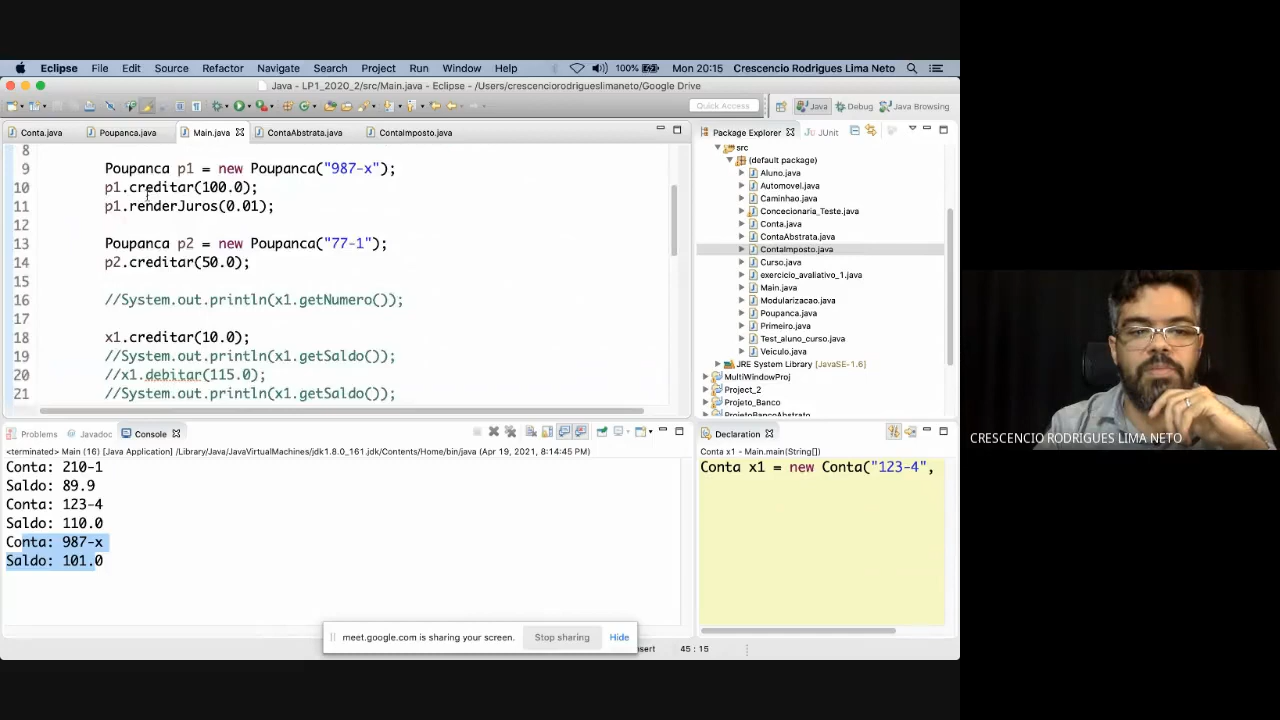 Eclipse File Edit Source Refactor Navigate Search Project Run Window Help 100% Mon 20:15 Crescencio Rodrigues Lima Neto
Java - LP1_2020_2/src/Main.java - Eclipse - /Users/crescenciorodrigueslimaneto/Google Drive
Quick Access Java Debug Java Browsing
Conta.java Poupanca.java Main.java ContaAbstrata.java ContaImposto.java
8
9 Poupanca p1 = new Poupanca("987-x");
10 p1.creditar(100.0);
11 p1.renderJuros(0.01);
12
13 Poupanca p2 = new Poupanca("77-1");
14 p2.creditar(50.0);
15
16 //System.out.println(x1.getNumero());
17
18 x1.creditar(10.0);
19 //System.out.println(x1.getSaldo());
20 //x1.debitar(115.0);
21 //System.out.println(x1.getSaldo());
Package Explorer JUnit
src
(default package)
Aluno.java
Automovel.java
Caminhao.java
Concecionaria_Teste.java
Conta.java
ContaAbstrata.java
ContaImposto.java
Curso.java
exercicio_avaliativo_1.java
Main.java
Modularizacao.java
Poupanca.java
Primeiro.java
Test_aluno_curso.java
Veiculo.java
JRE System Library [JavaSE-1.6]
MultiWindowProj
Project_2
Projeto_Banco
ProjetoBancoAbstrato
Problems Javadoc Console
<terminated> Main (16) [Java Application] /Library/Java/JavaVirtualMachines/jdk1.8.0_161.jdk/Contents/Home/bin/java (Apr 19, 2021, 8:14:45 PM)
Conta: 210-1
Saldo: 89.9
Conta: 123-4
Saldo: 110.0
Conta: 987-x
Saldo: 101.0
Declaration
Conta x1 - Main.main(String[])
Conta x1 = new Conta("123-4",
meet.google.com is sharing your screen. Stop sharing Hide
45 : 15
CRESCENCIO RODRIGUES LIMA NETO